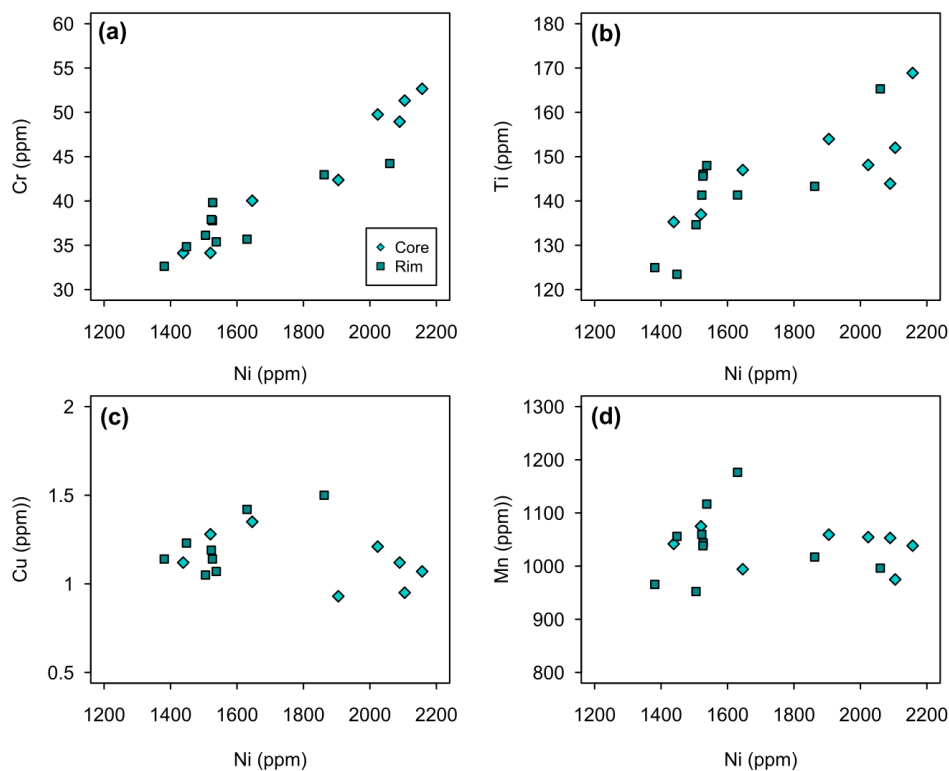 (a)
60
55
50
45
40
35
30
Cr (ppm)
Core
Rim
1200 1400 1600 1800 2000 2200
Ni (ppm)
(b)
180
170
160
150
140
130
120
Ti (ppm)
1200 1400 1600 1800 2000 2200
Ni (ppm)
(c)
2
1.5
1
0.5
Cu (ppm))
1200 1400 1600 1800 2000 2200
Ni (ppm)
(d)
1300
1200
1100
1000
900
800
Mn (ppm))
1200 1400 1600 1800 2000 2200
Ni (ppm)